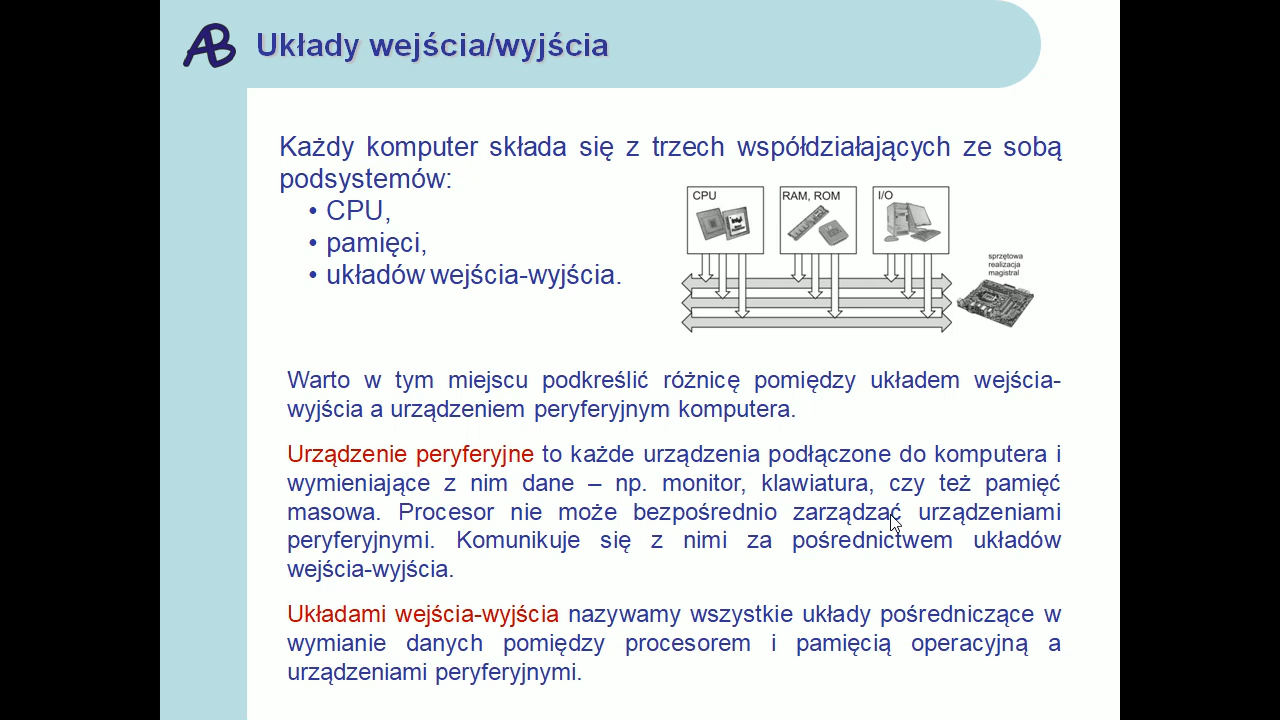 AB
Układy wejścia/wyjścia
Każdy komputer składa się z trzech współdziałających ze sobą
podsystemów:
• CPU,
• pamięci,
• układów wejścia-wyjścia.
CPU
RAM, ROM
I/O
sprzętowa
realizacja
magistral
Warto w tym miejscu podkreślić różnicę pomiędzy układem wejścia-
wyjścia a urządzeniem peryferyjnym komputera.
Urządzenie peryferyjne to każde urządzenia podłączone do komputera i
wymieniające z nim dane – np. monitor, klawiatura, czy też pamięć
masowa. Procesor nie może bezpośrednio zarządzać urządzeniami
peryferyjnymi. Komunikuje się z nimi za pośrednictwem układów
wejścia-wyjścia.
Układami wejścia-wyjścia nazywamy wszystkie układy pośredniczące w
wymianie danych pomiędzy procesorem i pamięcią operacyjną a
urządzeniami peryferyjnymi.